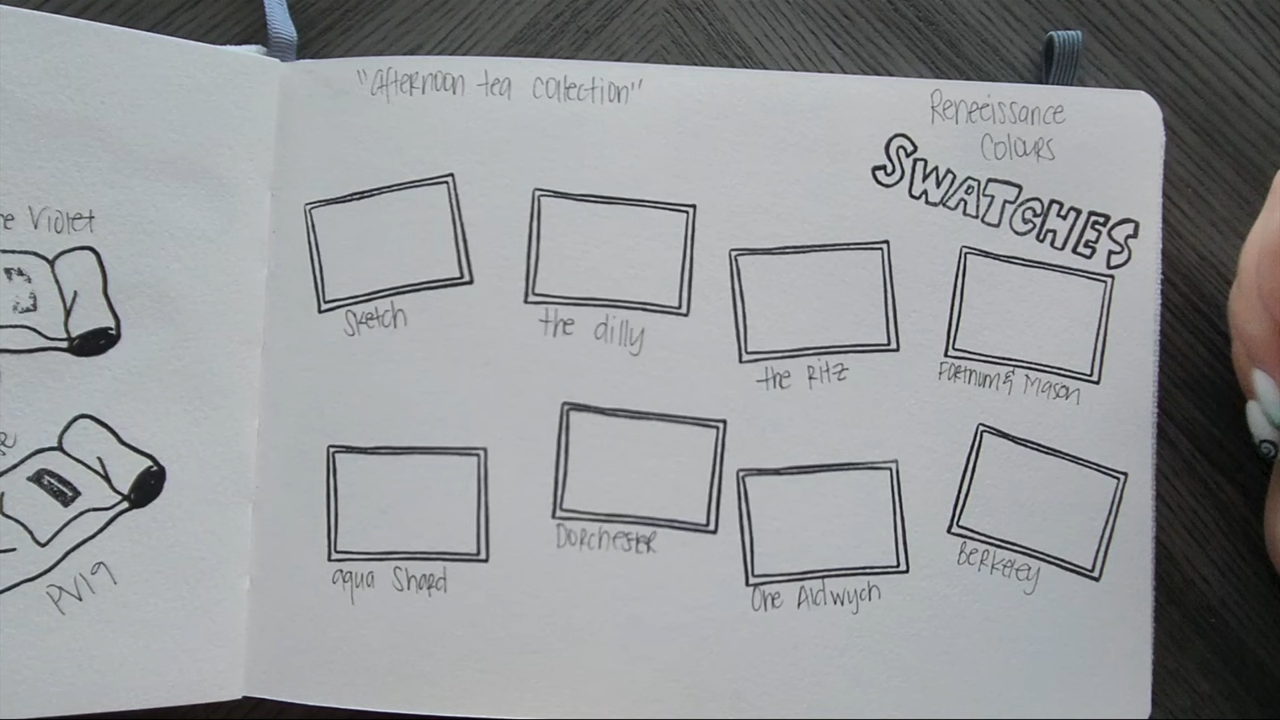 "afternoon tea collection"
Reneeissance
Colours
SWATCHES
Sketch
the dilly
the Ritz
Fortnum & Mason
aqua Shard
Dorchester
One Aldwych
Berkeley
Violet
PV19